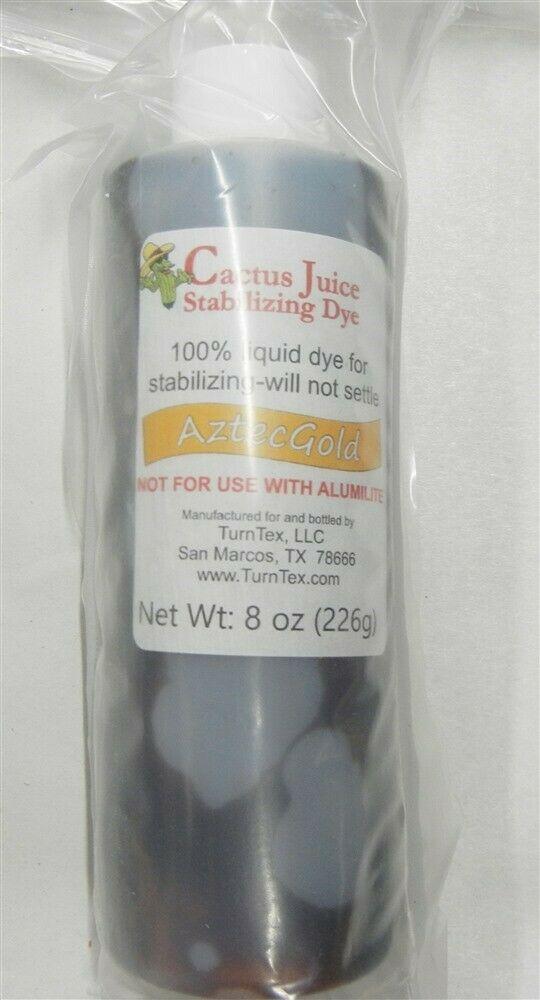 Cactus Juice
Stabilizing Dye
100% liquid dye for
stabilizing-will not settle
AztecGold
NOT FOR USE WITH ALUMILITE
Manufactured for and bottled by
TurnTex, LLC
San Marcos, TX 78666
www.TurnTex.com
Net Wt: 8 oz (226g)